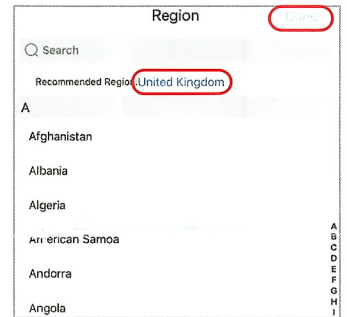 Region
Search
Recommended Region:United Kingdom
A
Afghanistan
Albania
Algeria
American Samoa
Andorra
Angola
A
B
C
D
E
F
G
H
I